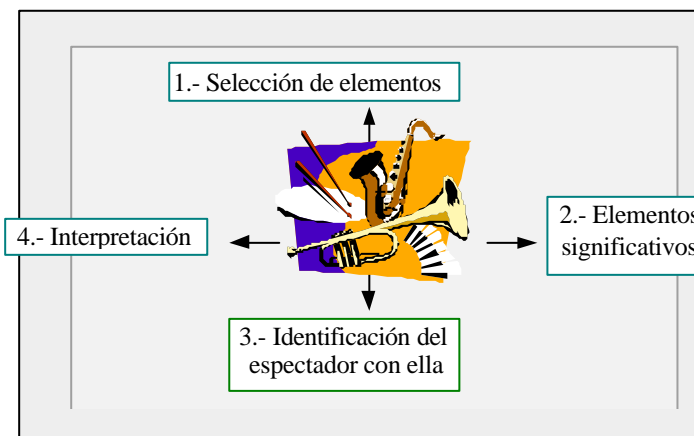 1.- Selección de elementos
2.- Elementos
significativos
3.- Identificación del
espectador con ella
4.- Interpretación